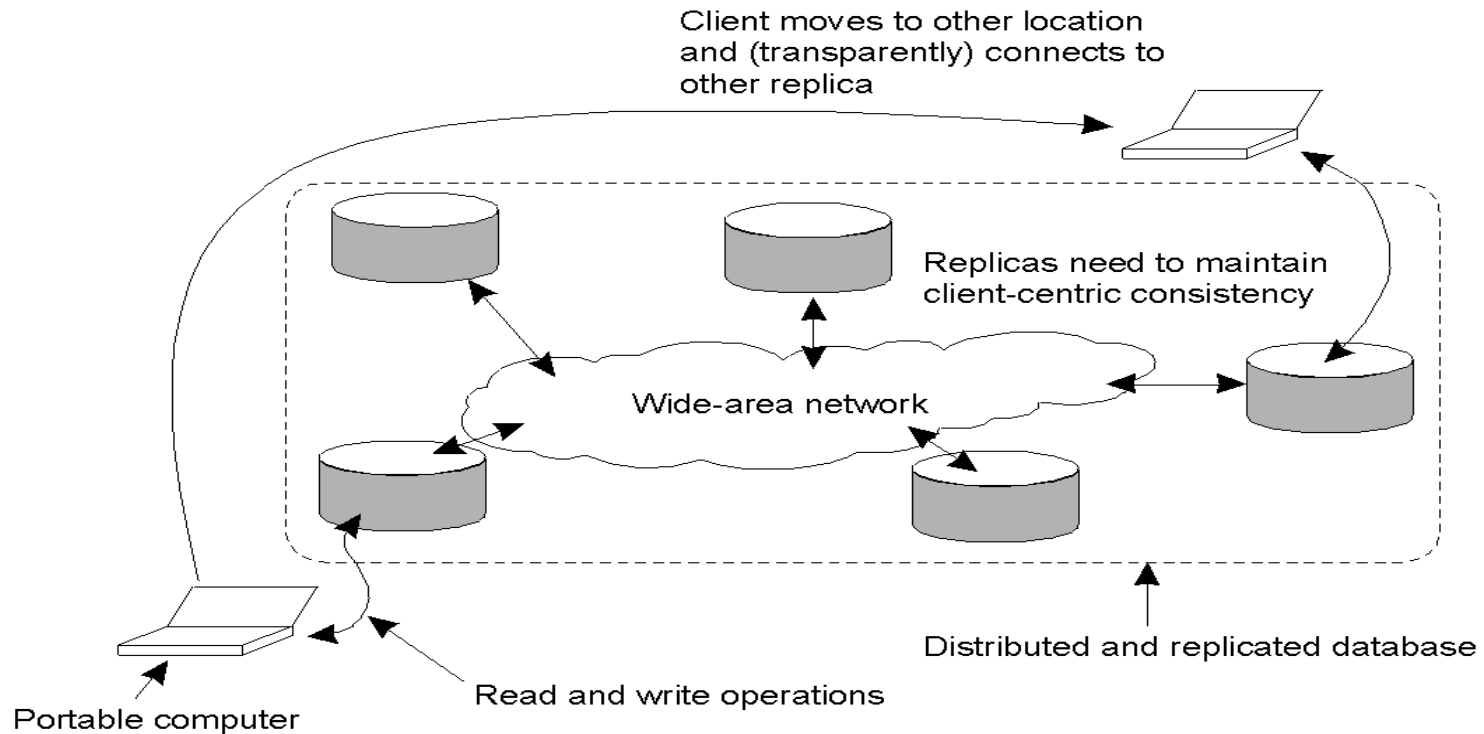 Client moves to other location
and (transparently) connects to
other replica
Replicas need to maintain
client-centric consistency
Wide-area network
Distributed and replicated database
Read and write operations
Portable computer